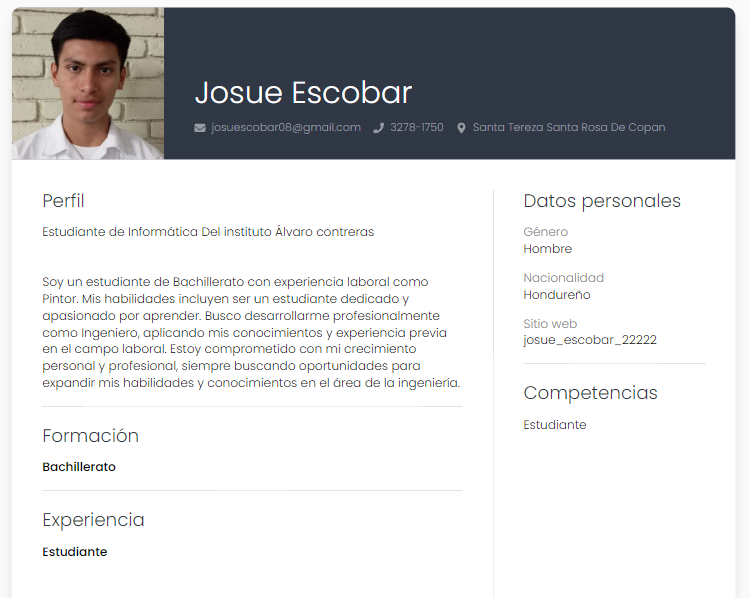 Josue Escobar
josuescobar08@gmail.com 3278-1750 Santa Tereza Santa Rosa De Copan
Perfil
Estudiante de Informática Del instituto Álvaro contreras
Soy un estudiante de Bachillerato con experiencia laboral como
Pintor. Mis habilidades incluyen ser un estudiante dedicado y
apasionado por aprender. Busco desarrollarme profesionalmente
como Ingeniero, aplicando mis conocimientos y experiencia previa
en el campo laboral. Estoy comprometido con mi crecimiento
personal y profesional, siempre buscando oportunidades para
expandir mis habilidades y conocimientos en el área de la ingeniería.
Formación
Bachillerato
Experiencia
Estudiante
Datos personales
Género
Hombre
Nacionalidad
Hondureño
Sitio web
josue_escobar_22222
Competencias
Estudiante